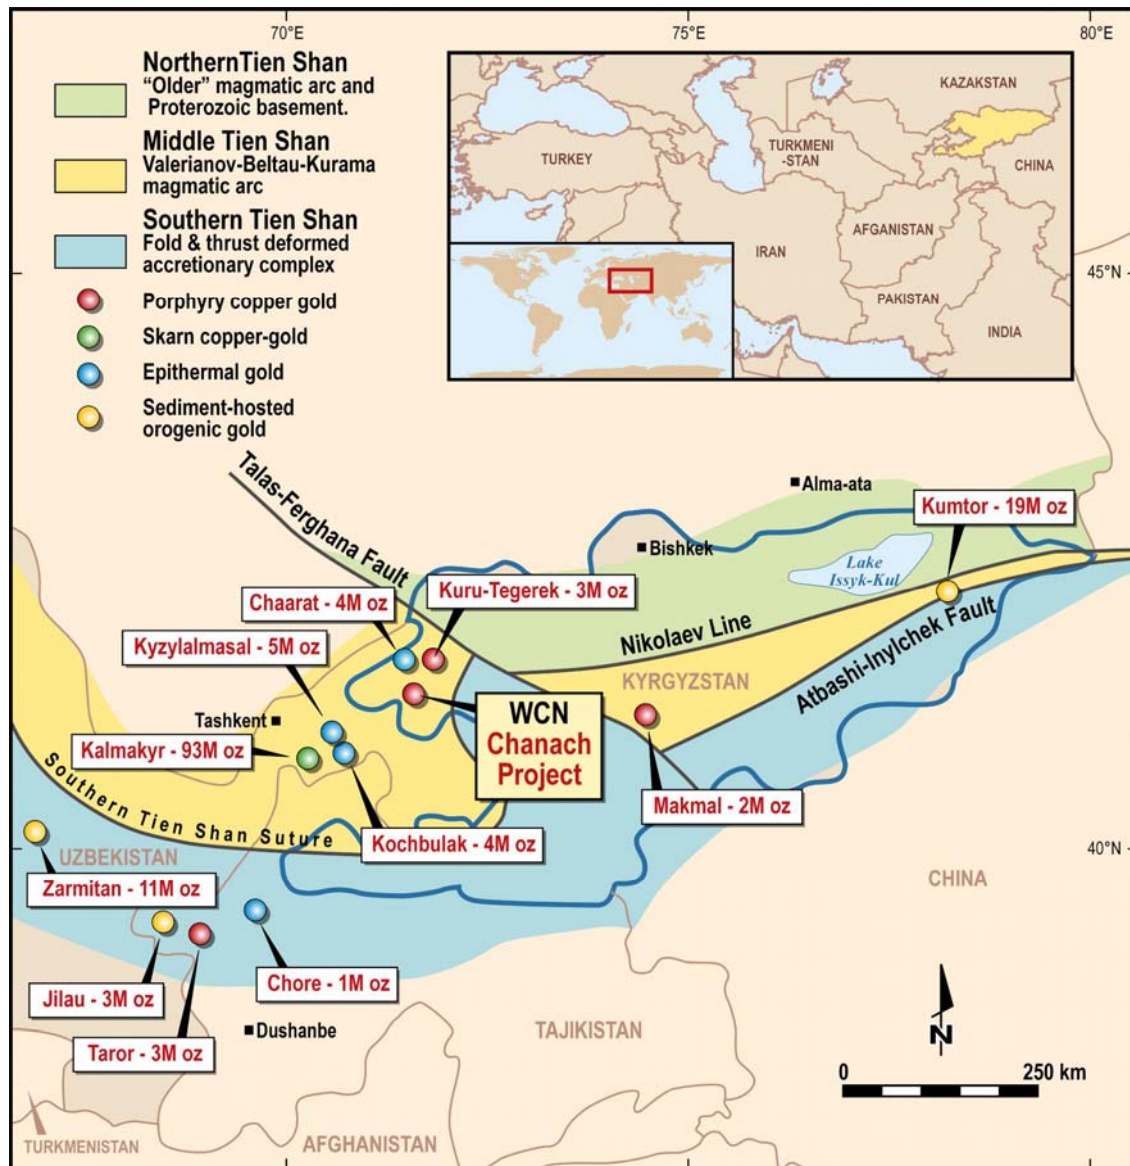 70°E
75°E
80°E
NorthernTien Shan
“Older” magmatic arc and
Proterozoic basement.
Middle Tien Shan
Valerianov-Beltau-Kurama
magmatic arc
Southern Tien Shan
Fold & thrust deformed
accretionary complex
Porphyry copper gold
Skarn copper-gold
Epithermal gold
Sediment-hosted
orogenic gold
KAZAKSTAN
TURKEY
TURKMENI
-STAN
CHINA
AFGANISTAN
IRAN
PAKISTAN
INDIA
45°N
Talas-Ferghana Fault
Alma-ata
Kumtor - 19M oz
Bishkek
Lake
Issyk-Kul
Kuru-Tegerek - 3M oz
Chaarat - 4M oz
Nikolaev Line
Kyzylalmasal - 5M oz
KYRGYZSTAN
Atbashi-Inylchek Fault
WCN
Chanach
Project
Tashkent
Kalmakyr - 93M oz
Makmal - 2M oz
Southern Tien Shan Suture
Kochbulak - 4M oz
40°N
UZBEKISTAN
Zarmitan - 11M oz
CHINA
Chore - 1M oz
Jilau - 3M oz
Dushanbe
TAJIKISTAN
Taror - 3M oz
N
0
250 km
TURKMENISTAN
AFGHANISTAN